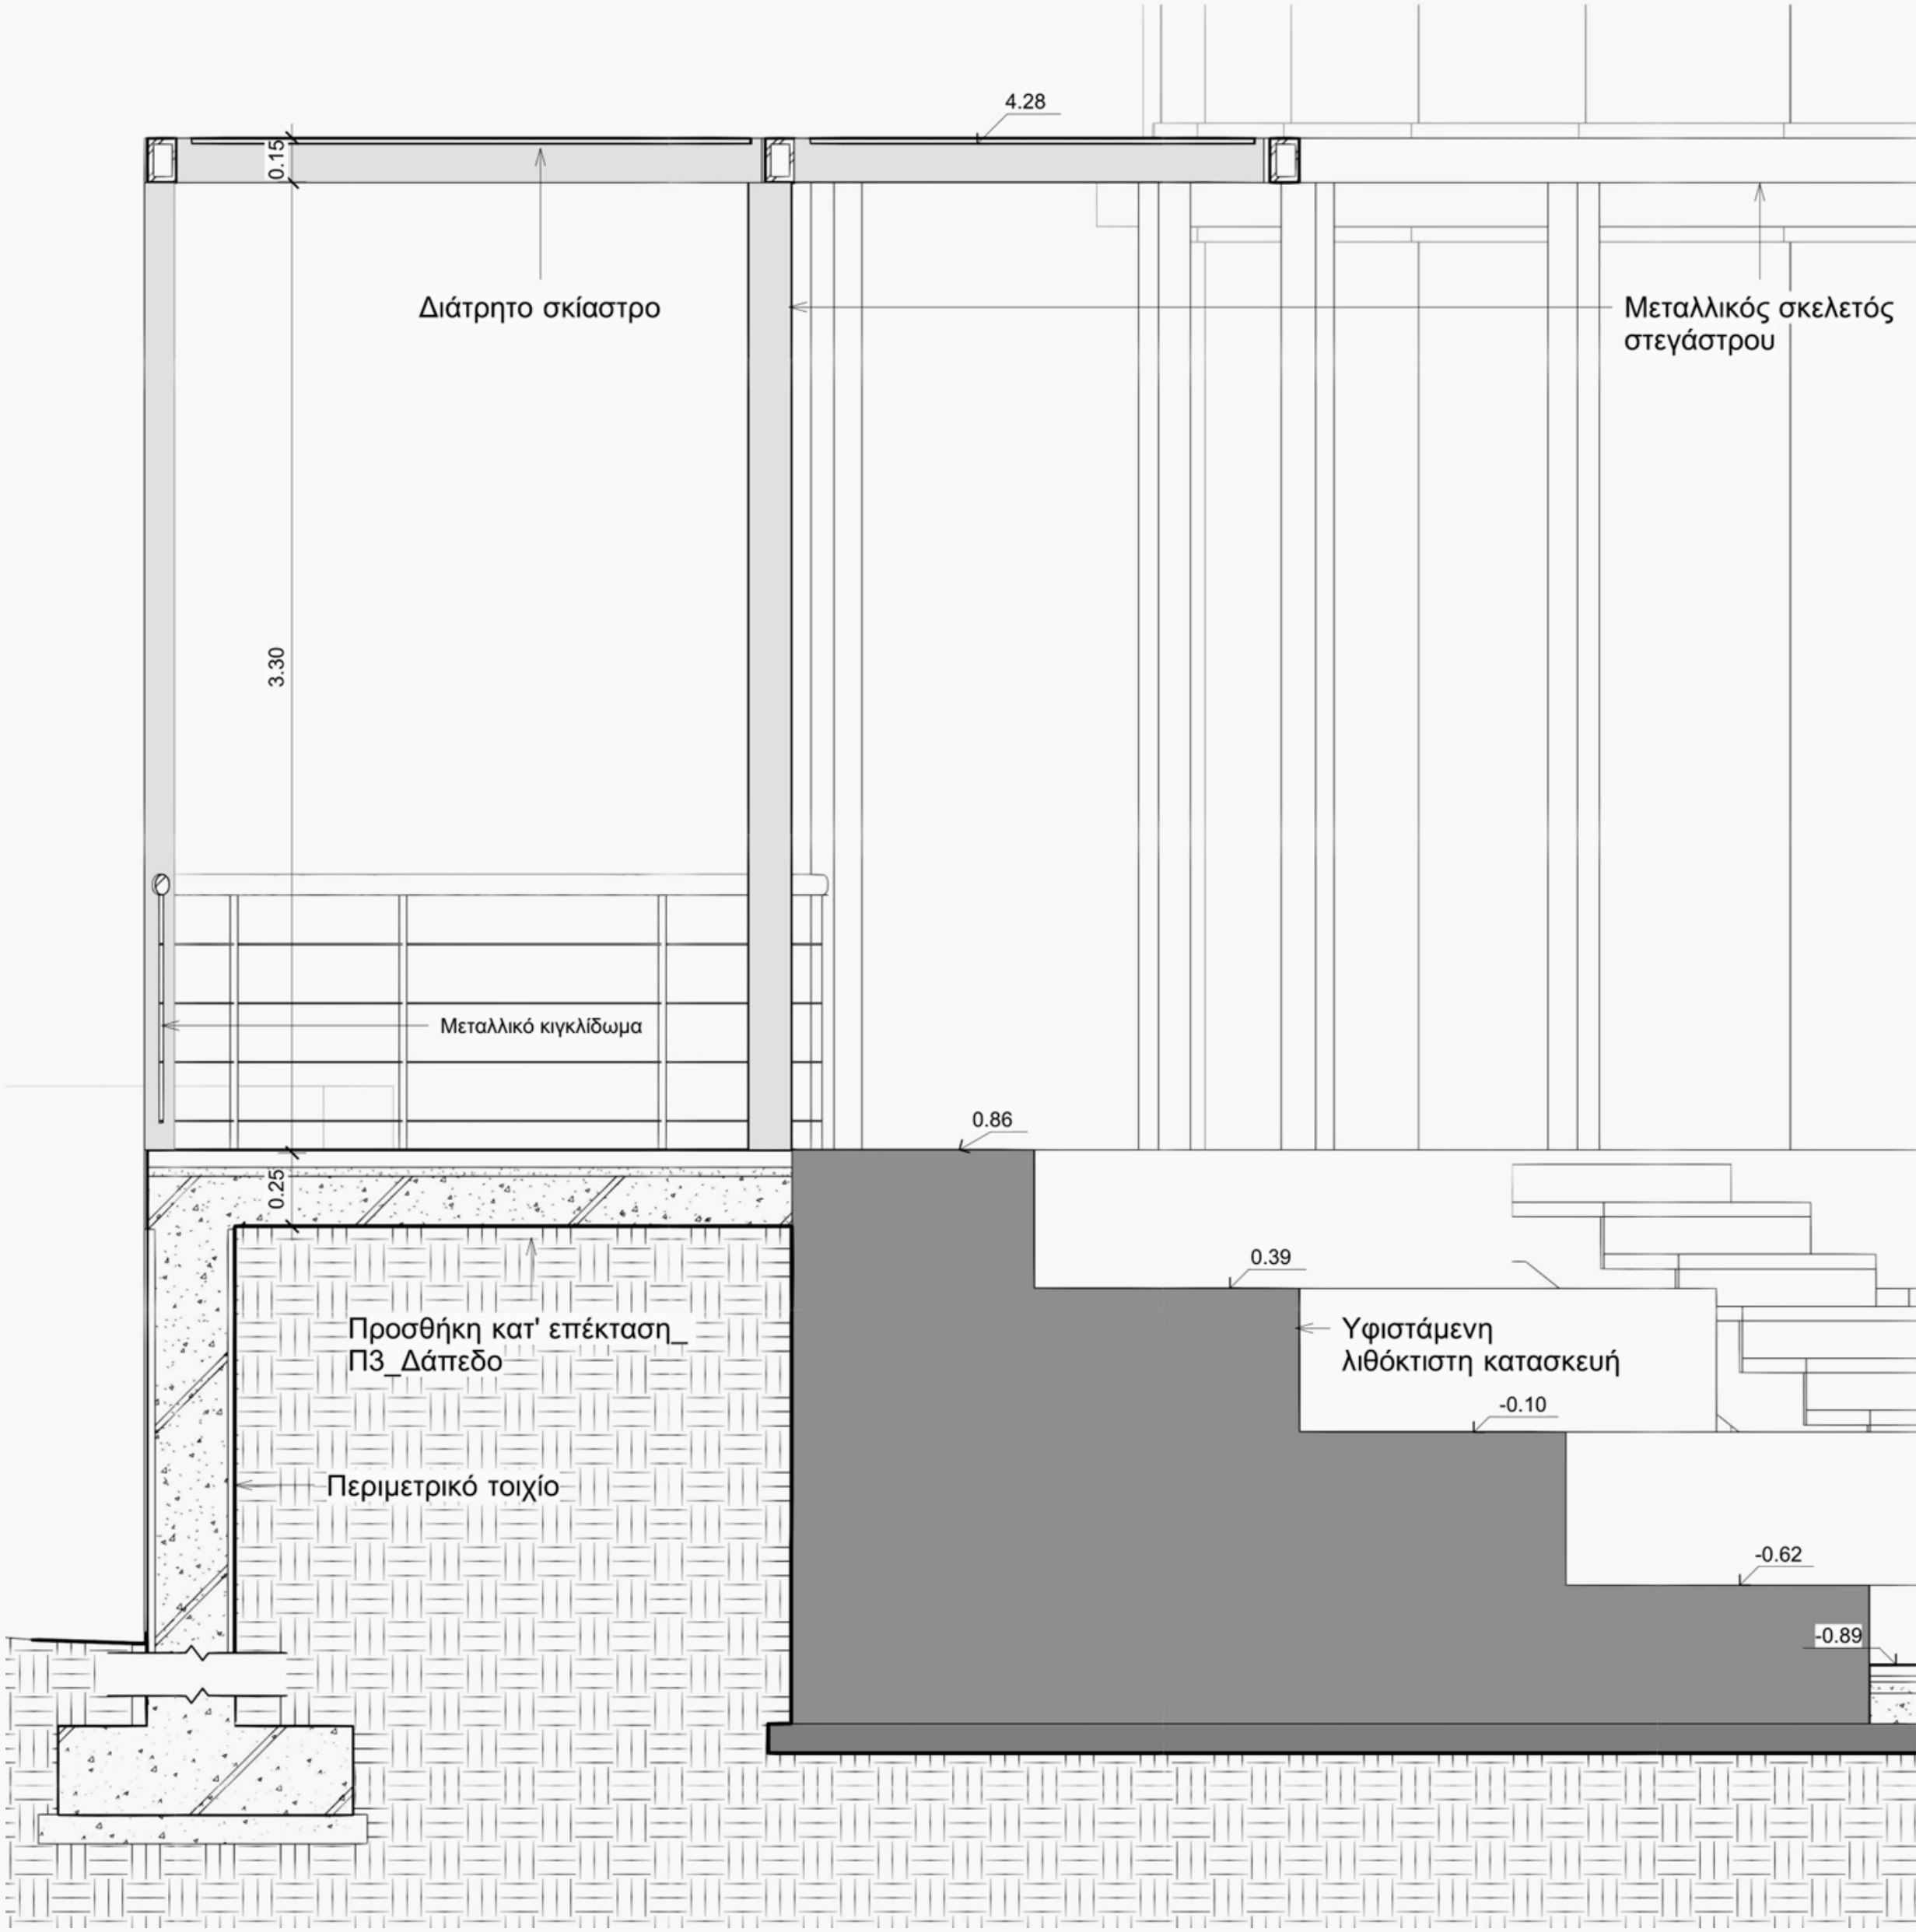 4.28
0.15
Διάτρητο σκίαστρο
Μεταλλικός σκελετός
στεγάστρου
3.30
Μεταλλικό κιγκλίδωμα
0.86
0.25
0.39
Προσθήκη κατ' επέκταση_
Π3_Δάπεδο
Υφιστάμενη
λιθόκτιστη κατασκευή
-0.10
Περιμετρικό τοιχίο
-0.62
-0.89